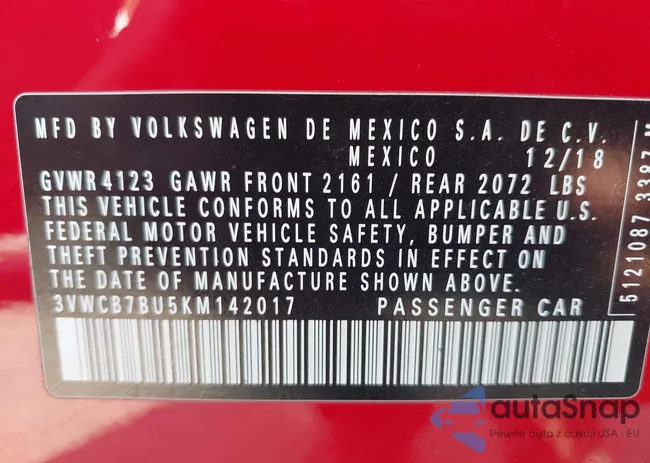 MFD BY VOLKSWAGEN DE MEXICO S.A. DE C.V.
MEXICO 12/18
GVWR 4123 GAWR FRONT 2161 / REAR 2072 LBS
THIS VEHICLE CONFORMS TO ALL APPLICABLE U.S.
FEDERAL MOTOR VEHICLE SAFETY, BUMPER AND
THEFT PREVENTION STANDARDS IN EFFECT ON
THE DATE OF MANUFACTURE SHOWN ABOVE
3VWCB7BU5KM142017 PASSENGER CAR
5121087 3387
autaSnap
Pewne auta z aukcji USA i EU